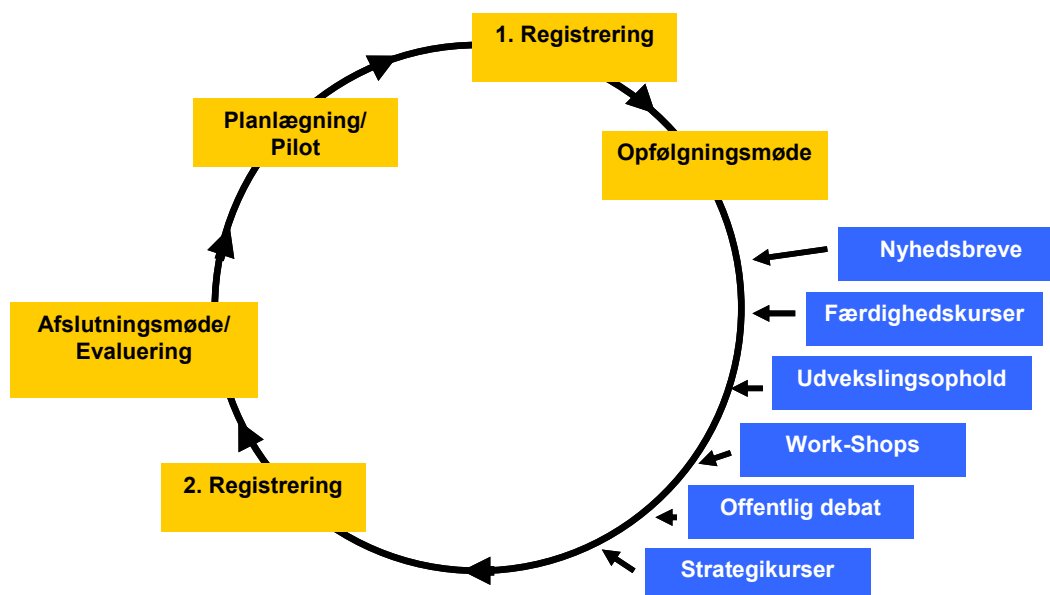 1. Registrering
Planlægning/
Pilot
Opfølgningsmøde
Nyhedsbreve
Færdighedskurser
Udvekslingsophold
Work-Shops
Offentlig debat
Strategikurser
2. Registrering
Afslutningsmøde/
Evaluering